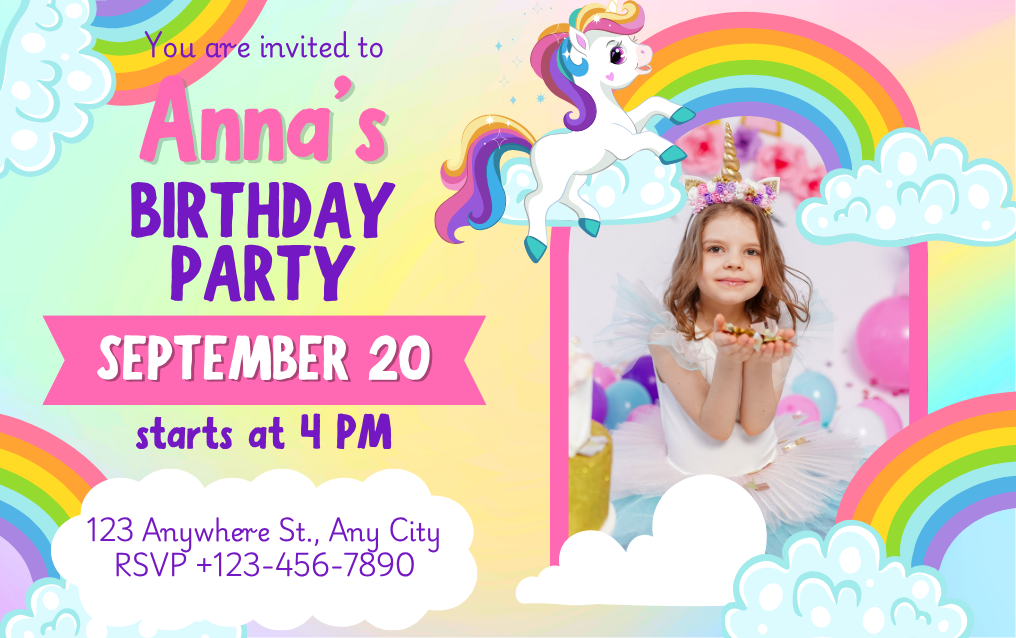 You are invited to
Anna's
BIRTHDAY
PARTY
SEPTEMBER 20
starts at 4 PM
123 Anywhere St., Any City
RSVP +123-456-7890